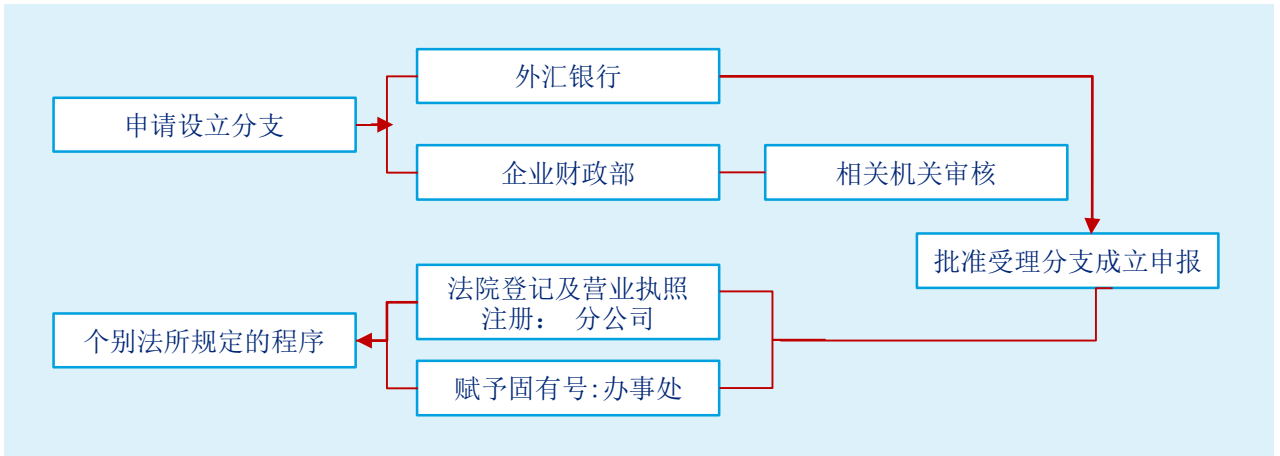 外汇银行
申请设立分支
企业财政部
相关机关审核
批准受理分支成立申报
法院登记及营业执照
注册： 分公司
个别法所规定的程序
赋予固有号:办事处